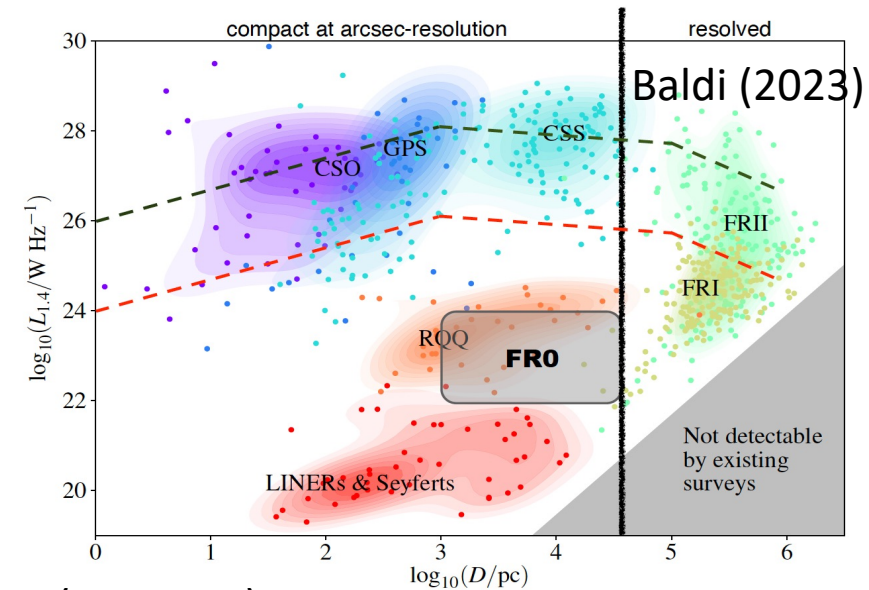 compact at arcsec-resolution
resolved
Baldi (2023)
30
28
26
24
22
20
log₁₀(L₁.₄/W Hz⁻¹)
CSO
GPS
CSS
FRII
FRI
RQQ
FR0
LINERs & Seyferts
Not detectable
by existing
surveys
0 1 2 3 4 5 6
log₁₀(D/pc)